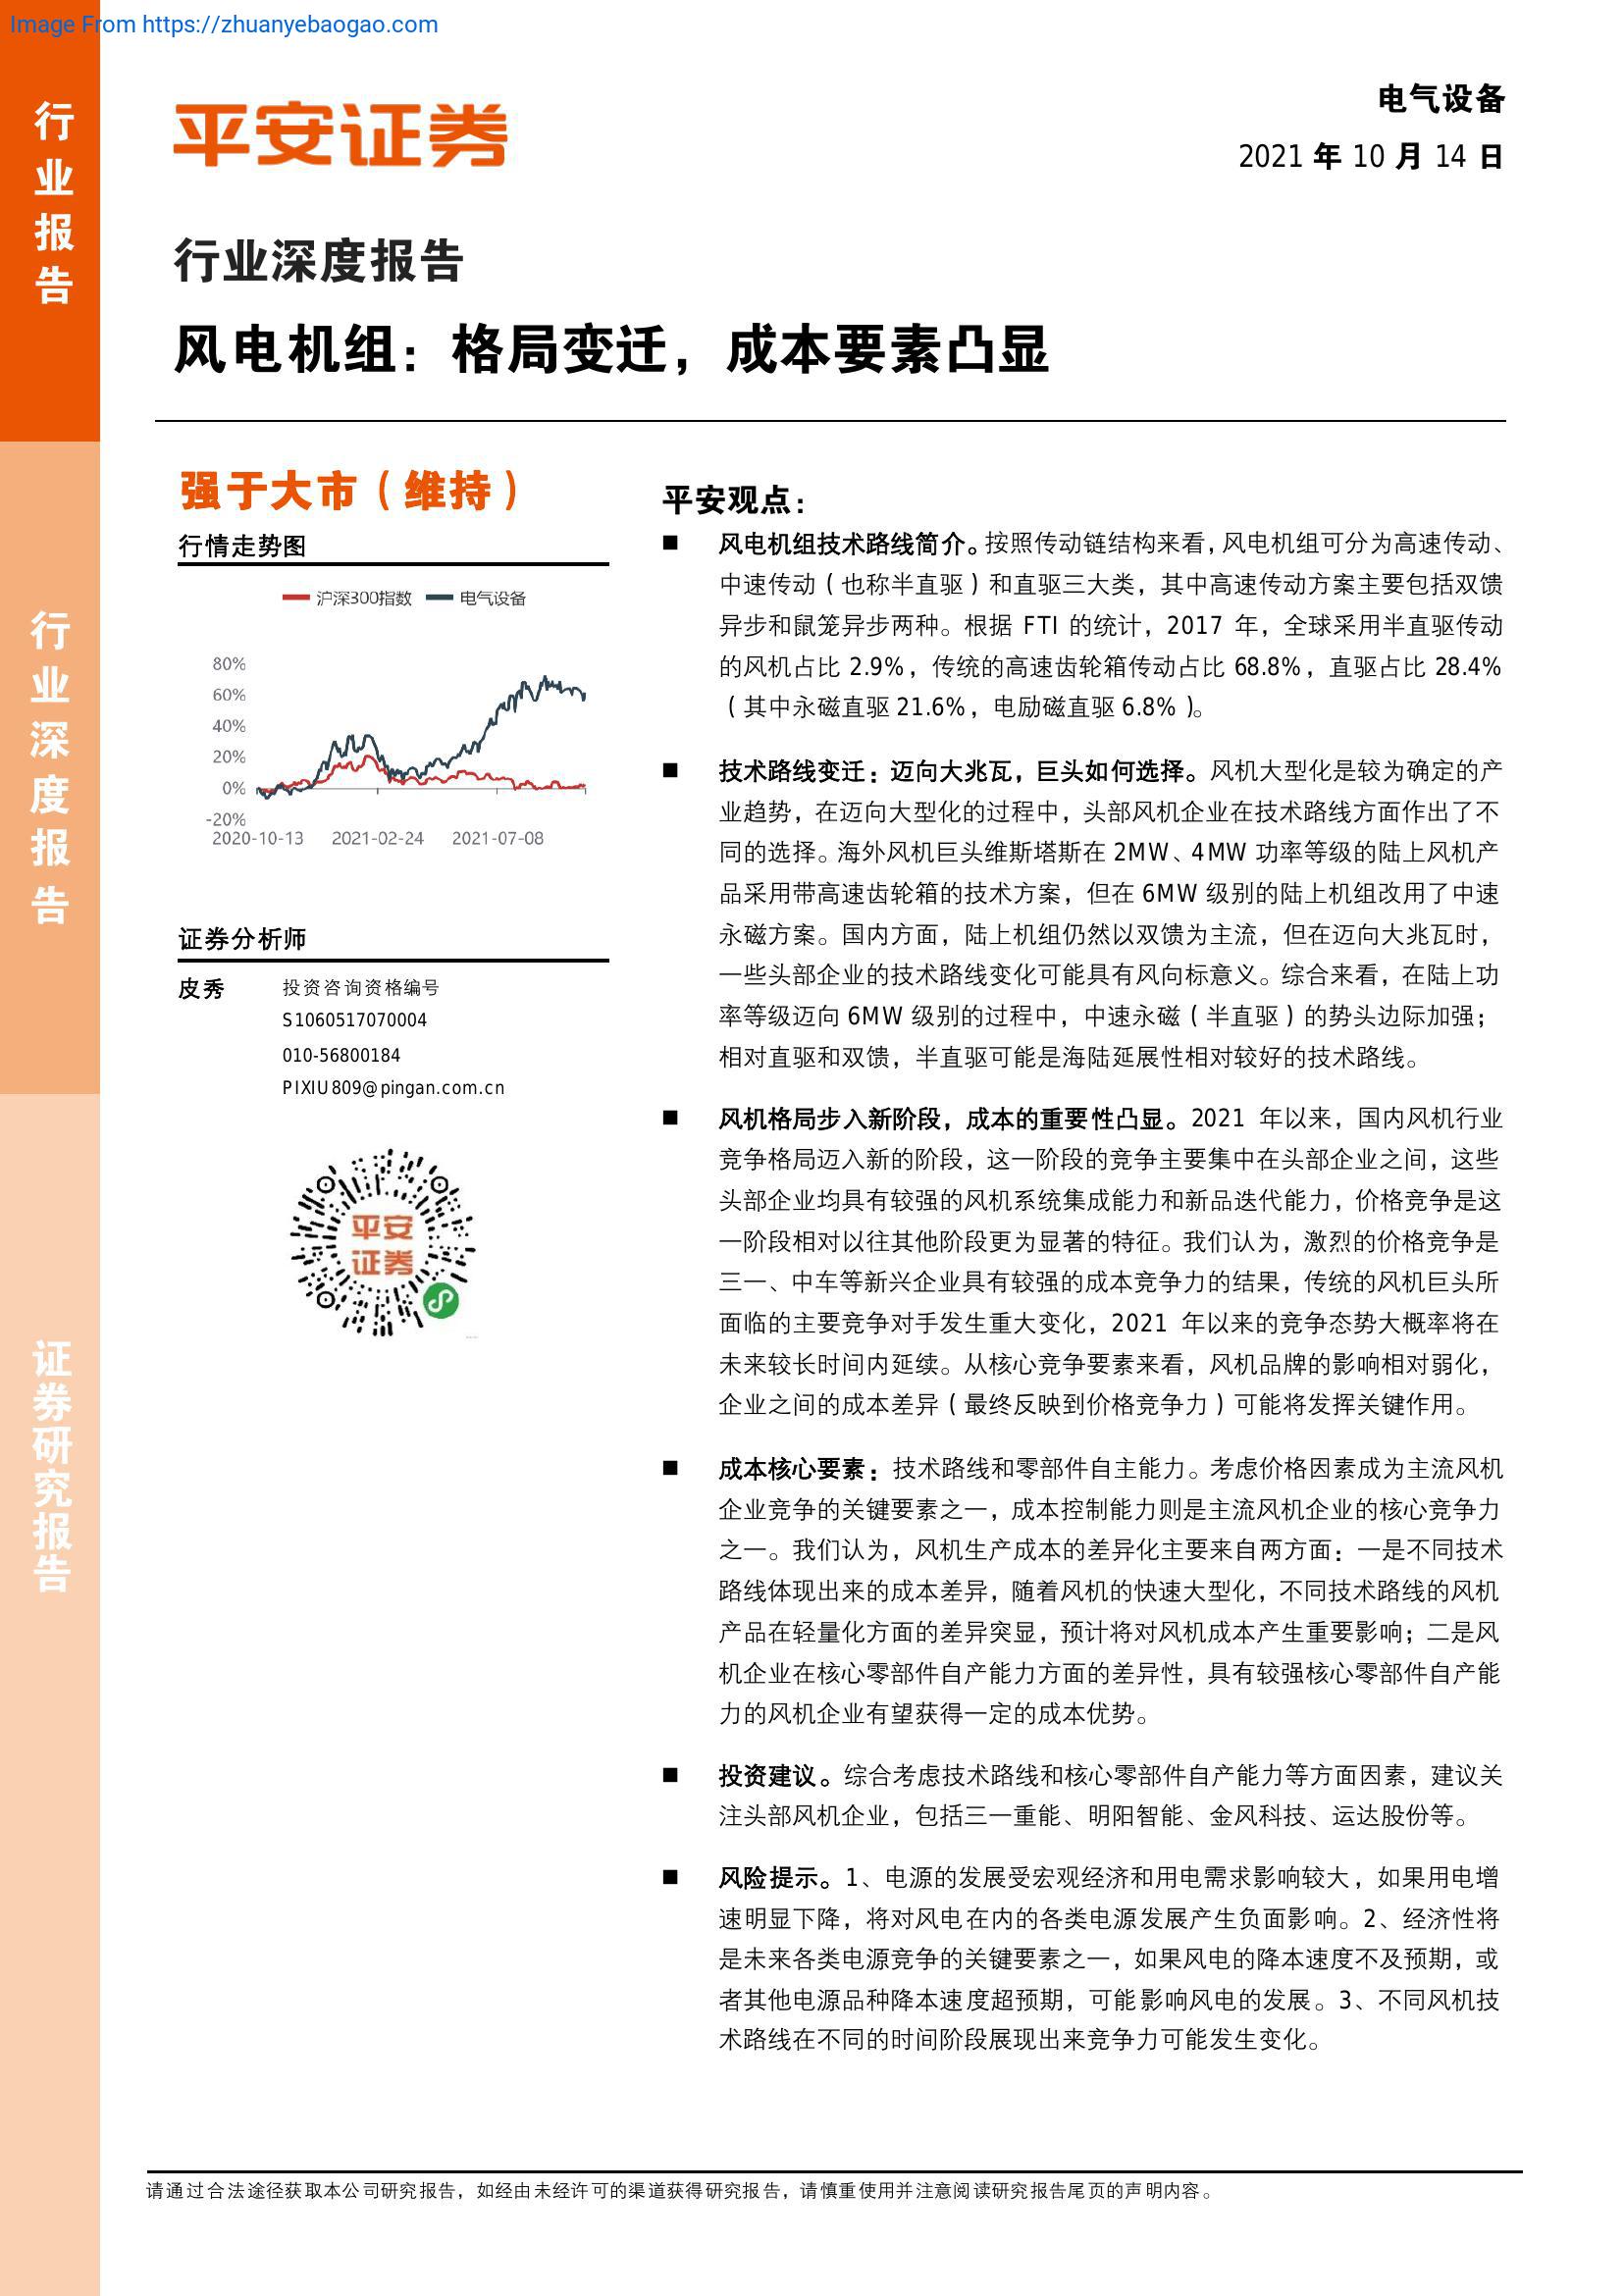 Image From https://zhuanyebaogao.com
行业报告
行业深度报告
证券研究报告
平安证券
电气设备
2021 年 10 月 14 日
行业深度报告
风电机组：格局变迁，成本要素凸显
强于大市（维持）
行情走势图
沪深300指数 电气设备
80%
60%
40%
20%
0%
-20%
2020-10-13 2021-02-24 2021-07-08
证券分析师
皮秀 投资咨询资格编号
S1060517070004
010-56800184
PIXIU809@pingan.com.cn
平安
证券
平安观点：
■ 风电机组技术路线简介。按照传动链结构来看，风电机组可分为高速传动、
中速传动（也称半直驱）和直驱三大类，其中高速传动方案主要包括双馈
异步和鼠笼异步两种。根据 FTI 的统计，2017 年，全球采用半直驱传动
的风机占比 2.9%，传统的高速齿轮箱传动占比 68.8%，直驱占比 28.4%
（其中永磁直驱 21.6%，电励磁直驱 6.8%）。
■ 技术路线变迁：迈向大兆瓦，巨头如何选择。风机大型化是较为确定的产
业趋势，在迈向大型化的过程中，头部风机企业在技术路线方面作出了不
同的选择。海外风机巨头维斯塔斯在 2MW、4MW 功率等级的陆上风机产
品采用带高速齿轮箱的技术方案，但在 6MW 级别的陆上机组改用了中速
永磁方案。国内方面，陆上机组仍然以双馈为主流，但在迈向大兆瓦时，
一些头部企业的技术路线变化可能具有风向标意义。综合来看，在陆上功
率等级迈向 6MW 级别的过程中，中速永磁（半直驱）的势头边际加强；
相对直驱和双馈，半直驱可能是海陆延展性相对较好的技术路线。
■ 风机格局步入新阶段，成本的重要性凸显。2021 年以来，国内风机行业
竞争格局迈入新的阶段，这一阶段的竞争主要集中在头部企业之间，这些
头部企业均具有较强的风机系统集成能力和新品迭代能力，价格竞争是这
一阶段相对以往其他阶段更为显著的特征。我们认为，激烈的价格竞争是
三一、中车等新兴企业具有较强的成本竞争力的结果，传统的风机巨头所
面临的主要竞争对手发生重大变化，2021 年以来的竞争态势大概率将在
未来较长时间内延续。从核心竞争要素来看，风机品牌的影响相对弱化，
企业之间的成本差异（最终反映到价格竞争力）可能将发挥关键作用。
■ 成本核心要素：技术路线和零部件自主能力。考虑价格因素成为主流风机
企业竞争的关键要素之一，成本控制能力则是主流风机企业的核心竞争力
之一。我们认为，风机生产成本的差异化主要来自两方面：一是不同技术
路线体现出来的成本差异，随着风机的快速大型化，不同技术路线的风机
产品在轻量化方面的差异突显，预计将对风机成本产生重要影响；二是风
机企业在核心零部件自产能力方面的差异性，具有较强核心零部件自产能
力的风机企业有望获得一定的成本优势。
■ 投资建议。综合考虑技术路线和核心零部件自产能力等方面因素，建议关
注头部风机企业，包括三一重能、明阳智能、金风科技、运达股份等。
■ 风险提示。1、电源的发展受宏观经济和用电需求影响较大，如果用电增
速明显下降，将对风电在内的各类电源发展产生负面影响。2、经济性将
是未来各类电源竞争的关键要素之一，如果风电的降本速度不及预期，或
者其他电源品种降本速度超预期，可能影响风电的发展。3、不同风机技
术路线在不同的时间阶段展现出来竞争力可能发生变化。
请通过合法途径获取本公司研究报告，如经由未经许可的渠道获得研究报告，请慎重使用并注意阅读研究报告尾页的声明内容。